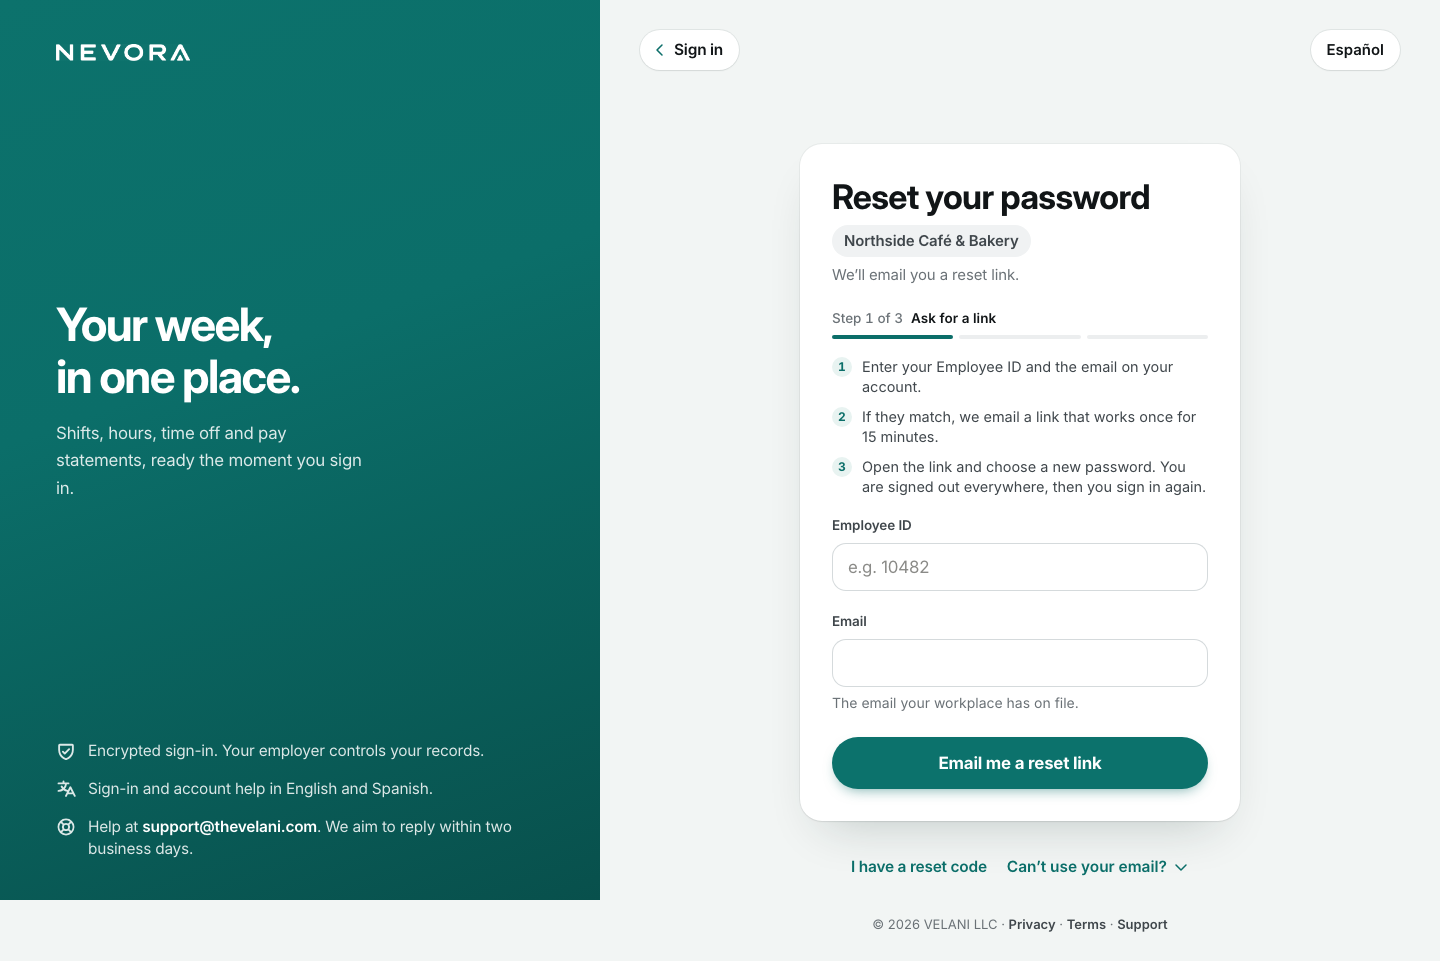 NEVORA
Your week,
in one place.
Shifts, hours, time off and pay
statements, ready the moment you sign
in.
Encrypted sign-in. Your employer controls your records.
Sign-in and account help in English and Spanish.
Help at support@thevelani.com. We aim to reply within two
business days.
Sign in
Español
Reset your password
Northside Café & Bakery
We’ll email you a reset link.
Step 1 of 3 Ask for a link
1 Enter your Employee ID and the email on your
account.
2 If they match, we email a link that works once for
15 minutes.
3 Open the link and choose a new password. You
are signed out everywhere, then you sign in again.
Employee ID
e.g. 10482
Email
The email your workplace has on file.
Email me a reset link
I have a reset code Can’t use your email?
© 2026 VELANI LLC · Privacy · Terms · Support